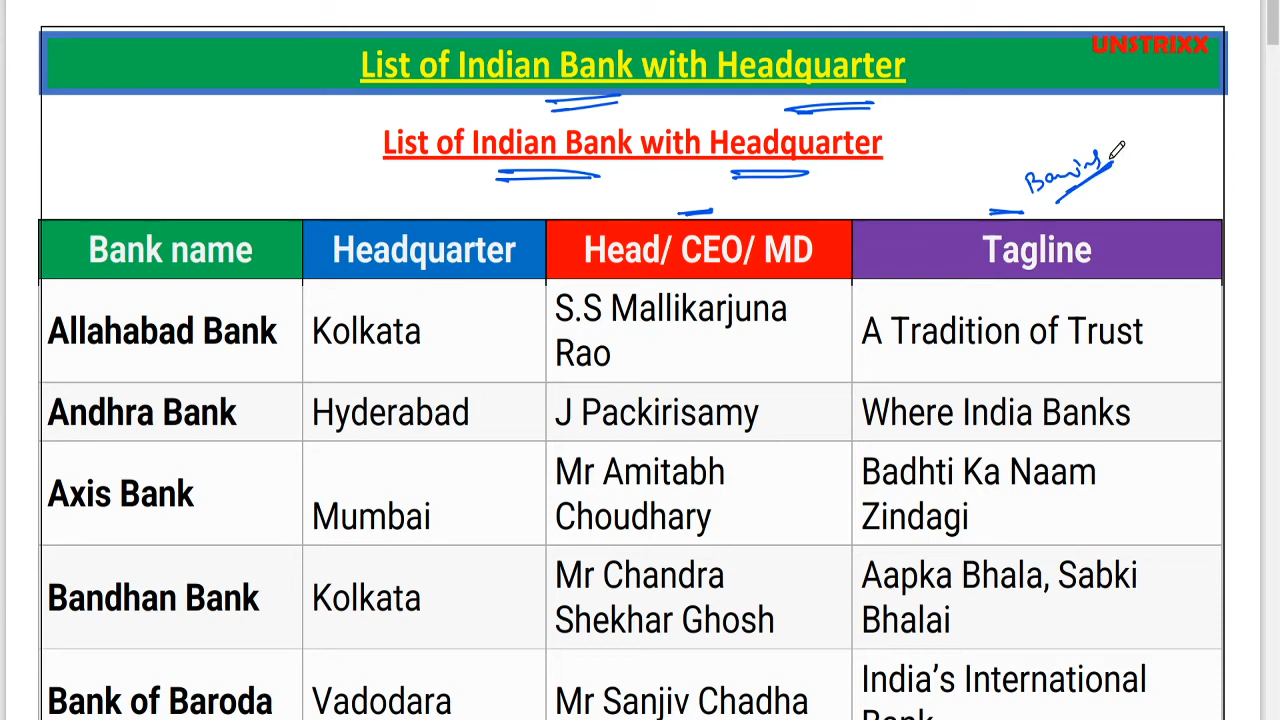 UNSTRIXX
List of Indian Bank with Headquarter
List of Indian Bank with Headquarter
Bank name Headquarter Head/ CEO/ MD Tagline
Allahabad Bank Kolkata S.S Mallikarjuna
Rao A Tradition of Trust
Andhra Bank Hyderabad J Packirisamy Where India Banks
Axis Bank Mumbai Mr Amitabh
Choudhary Badhti Ka Naam
Zindagi
Bandhan Bank Kolkata Mr Chandra
Shekhar Ghosh Aapka Bhala, Sabki
Bhalai
Bank of Baroda Vadodara Mr Sanjiv Chadha India’s International
Bank